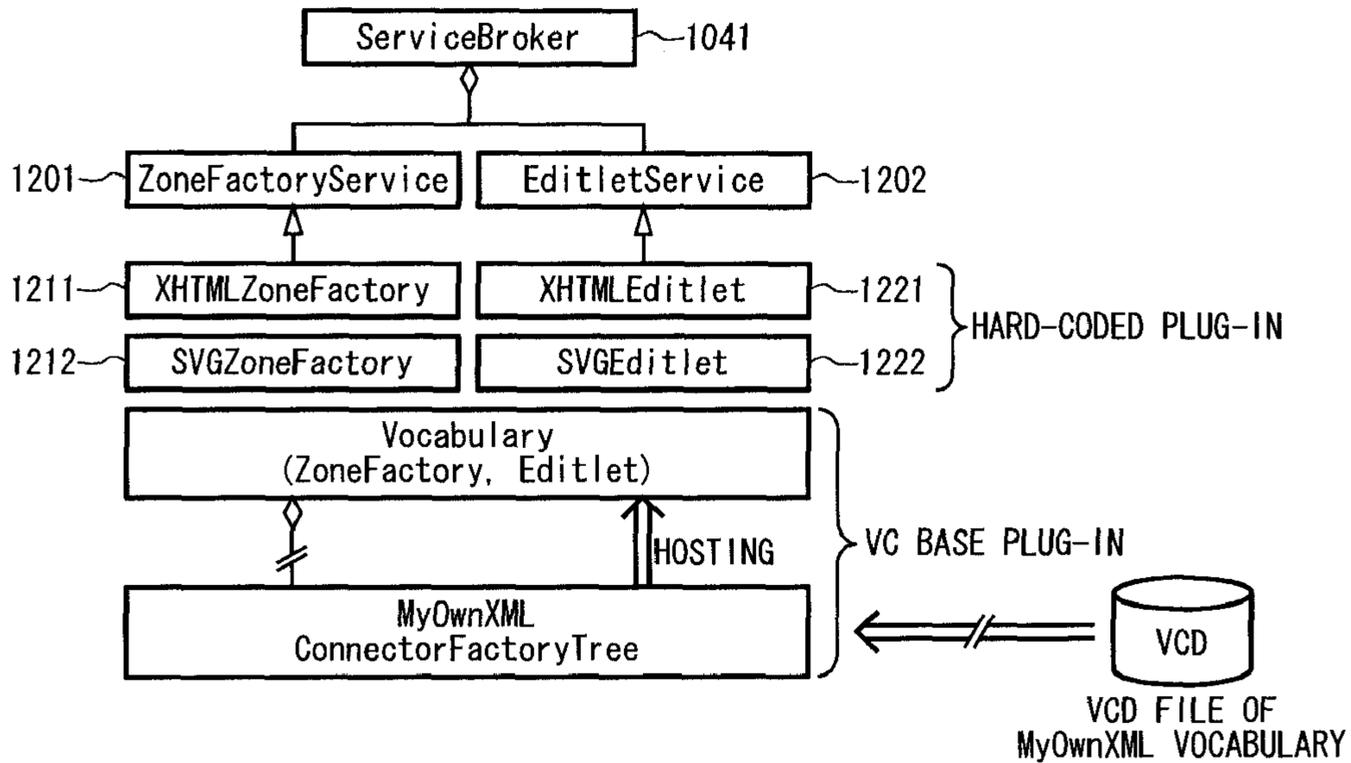 ServiceBroker 1041
1201 ZoneFactoryService EditletService 1202
1211 XHTMLZoneFactory XHTMLEditlet 1221
HARD-CODED PLUG-IN
1212 SVGZoneFactory SVGEditlet 1222
Vocabulary
(ZoneFactory, Editlet)
HOSTING
VC BASE PLUG-IN
MyOwnXML
ConnectorFactoryTree
VCD
VCD FILE OF
MyOwnXML VOCABULARY